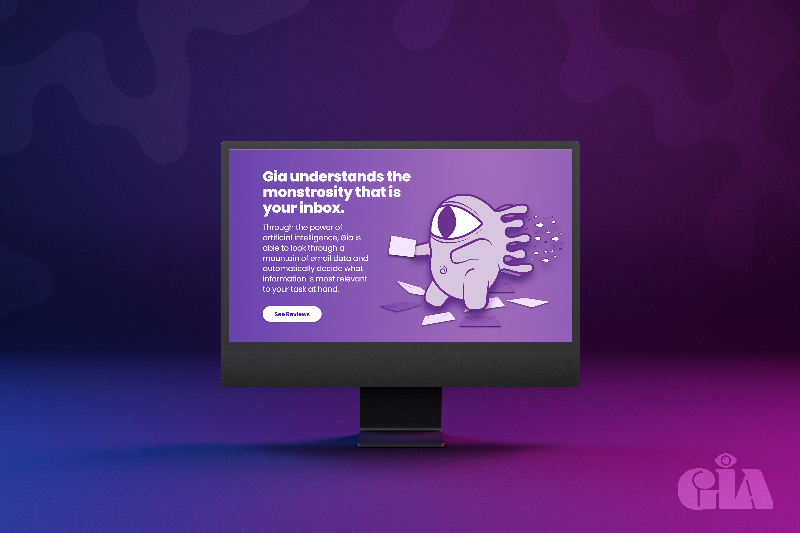 Gia understands the
monstrosity that is
your inbox.
Through the power of
artificial intelligence, Gia is
able to look through a
mountain of email data and
automatically decide what
information is most relevant
to your task at hand.
See Reviews
GIA